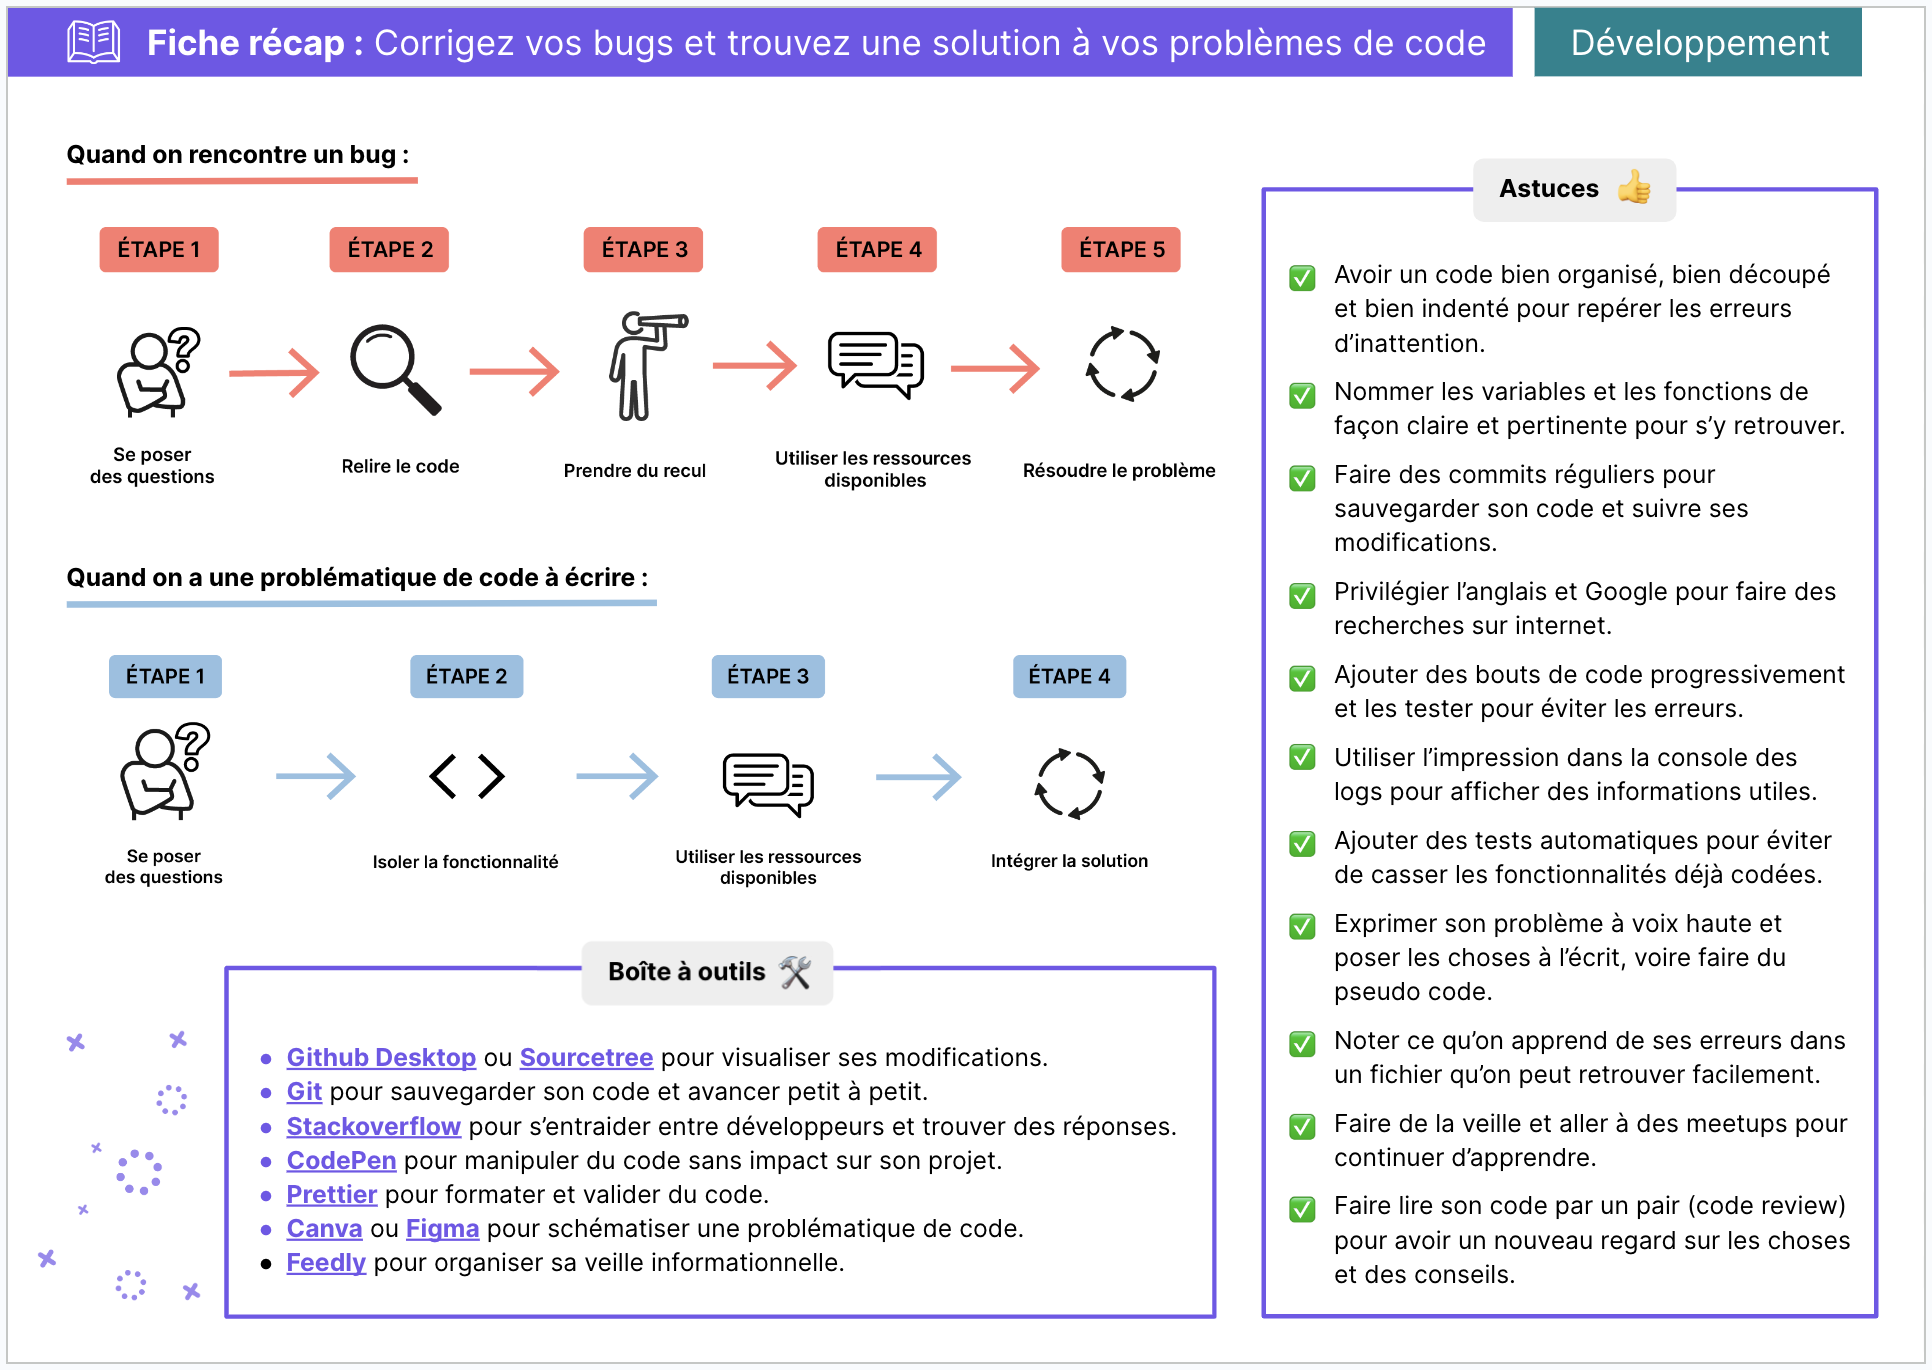 Fiche récap : Corrigez vos bugs et trouvez une solution à vos problèmes de code
Développement
Quand on rencontre un bug :
ÉTAPE 1
ÉTAPE 2
ÉTAPE 3
ÉTAPE 4
ÉTAPE 5
Se poser
des questions
Relire le code
Prendre du recul
Utiliser les ressources
disponibles
Résoudre le problème
Quand on a une problématique de code à écrire :
ÉTAPE 1
ÉTAPE 2
ÉTAPE 3
ÉTAPE 4
Se poser
des questions
Isoler la fonctionnalité
Utiliser les ressources
disponibles
Intégrer la solution
Boîte à outils
Github Desktop ou Sourcetree pour visualiser ses modifications.
Git pour sauvegarder son code et avancer petit à petit.
Stackoverflow pour s’entraider entre développeurs et trouver des réponses.
CodePen pour manipuler du code sans impact sur son projet.
Prettier pour formater et valider du code.
Canva ou Figma pour schématiser une problématique de code.
Feedly pour organiser sa veille informationnelle.
Astuces
Avoir un code bien organisé, bien découpé
et bien indenté pour repérer les erreurs
d’inattention.
Nommer les variables et les fonctions de
façon claire et pertinente pour s’y retrouver.
Faire des commits réguliers pour
sauvegarder son code et suivre ses
modifications.
Privilégier l’anglais et Google pour faire des
recherches sur internet.
Ajouter des bouts de code progressivement
et les tester pour éviter les erreurs.
Utiliser l’impression dans la console des
logs pour afficher des informations utiles.
Ajouter des tests automatiques pour éviter
de casser les fonctionnalités déjà codées.
Exprimer son problème à voix haute et
poser les choses à l’écrit, voire faire du
pseudo code.
Noter ce qu’on apprend de ses erreurs dans
un fichier qu’on peut retrouver facilement.
Faire de la veille et aller à des meetups pour
continuer d’apprendre.
Faire lire son code par un pair (code review)
pour avoir un nouveau regard sur les choses
et des conseils.